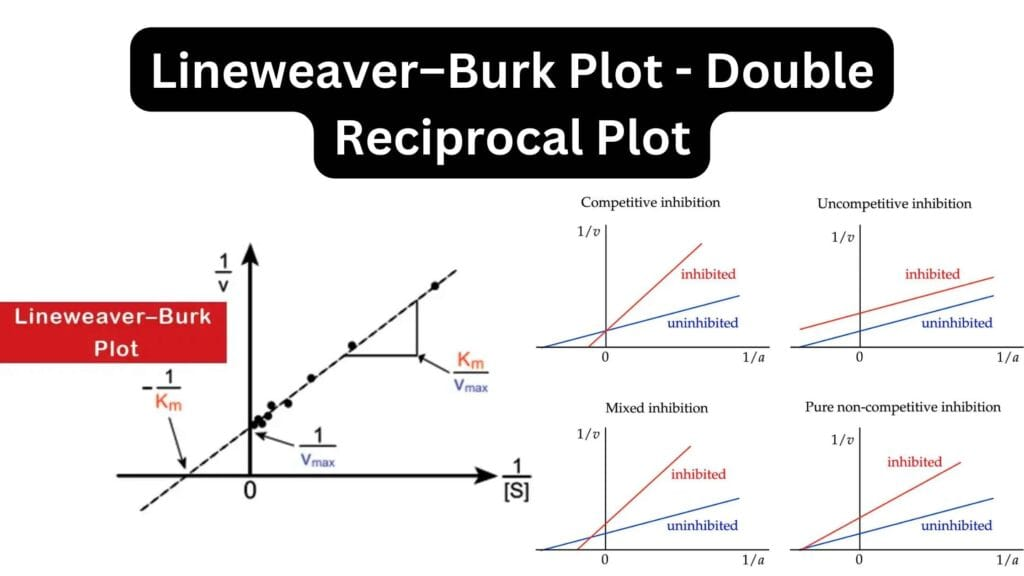 Lineweaver–Burk Plot - Double
Reciprocal Plot
1
v
Lineweaver–Burk
Plot
-1
Km
Km
Vmax
1
Vmax
0
1
[S]
Competitive inhibition
1/v
inhibited
uninhibited
0
1/a
Uncompetitive inhibition
1/v
inhibited
uninhibited
0
1/a
Mixed inhibition
1/v
inhibited
uninhibited
0
1/a
Pure non-competitive inhibition
1/v
inhibited
uninhibited
0
1/a